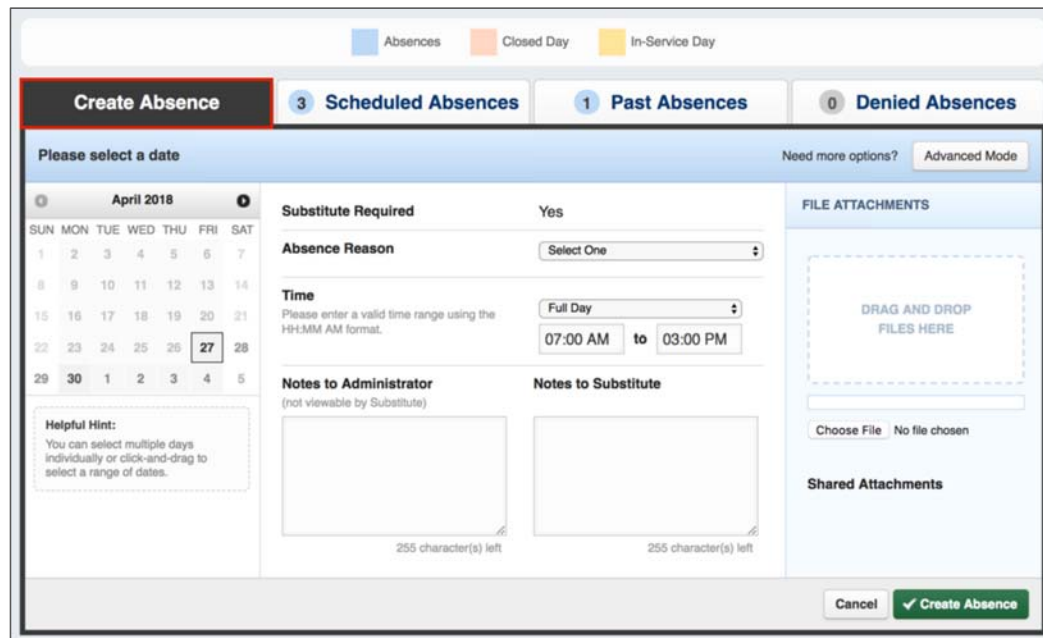 Absences Closed Day In-Service Day
Create Absence 3 Scheduled Absences 1 Past Absences 0 Denied Absences
Please select a date Need more options? Advanced Mode
April 2018
SUN MON TUE WED THU FRI SAT
1 2 3 4 5 6 7
8 9 10 11 12 13 14
15 16 17 18 19 20 21
22 23 24 25 26 27 28
29 30 1 2 3 4 5
Helpful Hint:
You can select multiple days
individually or click-and-drag to
select a range of dates.
Substitute Required Yes
Absence Reason Select One
Time Full Day
Please enter a valid time range using the
HH:MM AM format.
07:00 AM to 03:00 PM
Notes to Administrator
(not viewable by Substitute)
255 character(s) left
Notes to Substitute
255 character(s) left
FILE ATTACHMENTS
DRAG AND DROP
FILES HERE
Choose File No file chosen
Shared Attachments
Cancel ✓ Create Absence